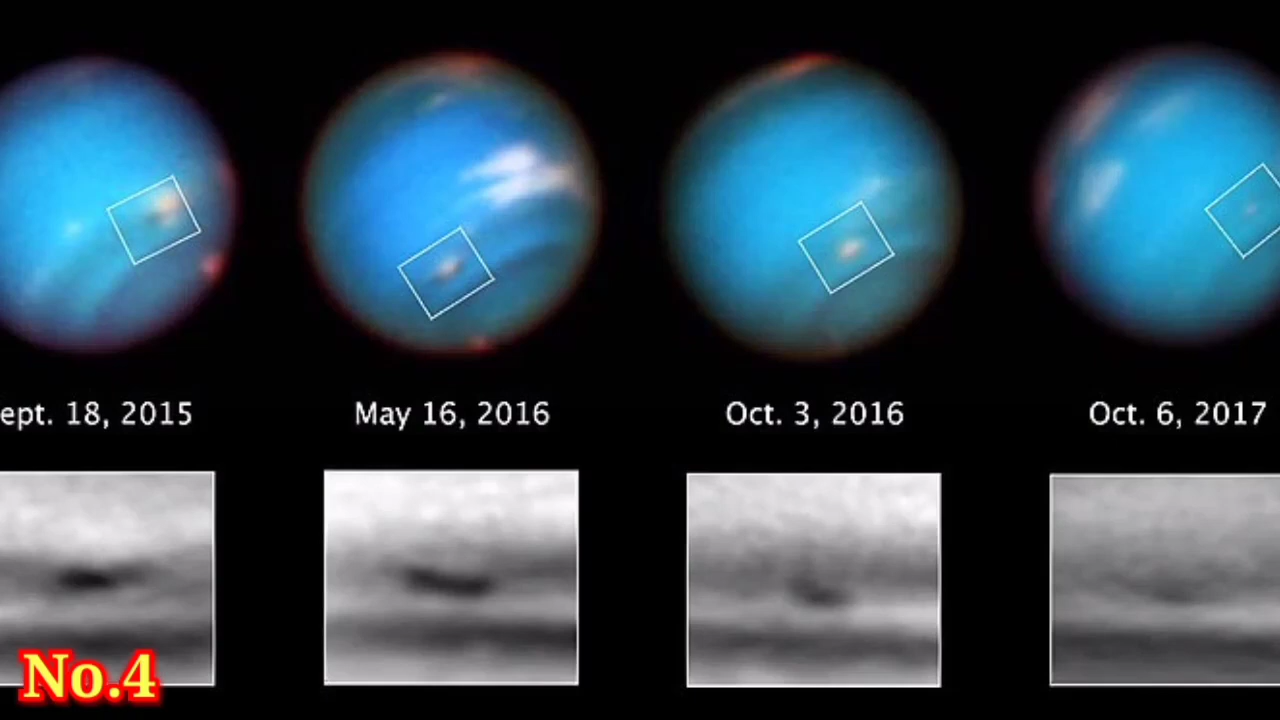 ept. 18, 2015
May 16, 2016
Oct. 3, 2016
Oct. 6, 2017
No.4